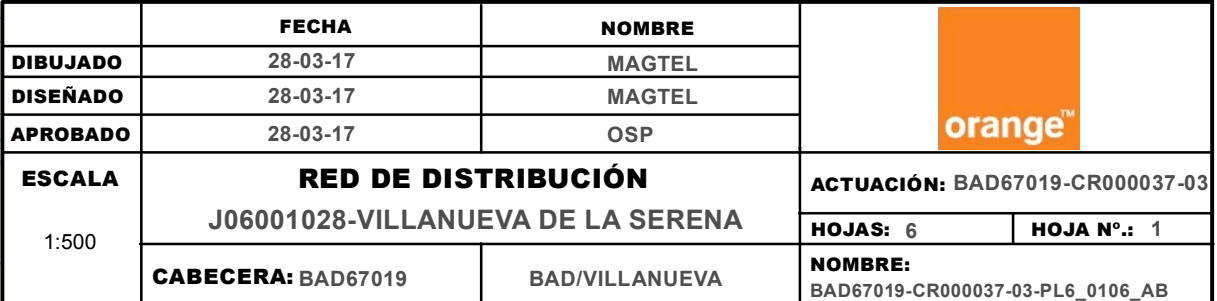 FECHA NOMBRE
DIBUJADO 28-03-17 MAGTEL
DISEÑADO 28-03-17 MAGTEL
APROBADO 28-03-17 OSP
orange™
ESCALA
1:500
RED DE DISTRIBUCIÓN
J06001028-VILLANUEVA DE LA SERENA
ACTUACIÓN: BAD67019-CR000037-03
HOJAS: 6 HOJA Nº.: 1
CABECERA: BAD67019 BAD/VILLANUEVA
NOMBRE:
BAD67019-CR000037-03-PL6_0106_AB